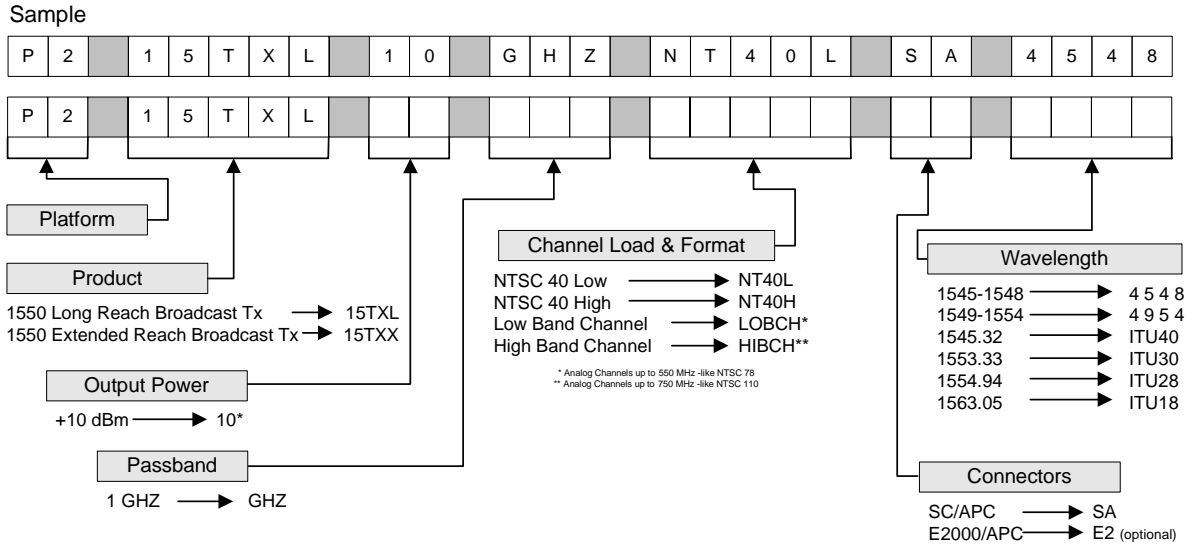 Sample
P 2 1 5 T X L 1 0 G H Z N T 4 0 L S A 4 5 4 8
P 2 1 5 T X L
Platform
Product
1550 Long Reach Broadcast Tx 15TXL
1550 Extended Reach Broadcast Tx 15TXX
Output Power
+10 dBm 10*
Passband
1 GHZ GHZ
Channel Load & Format
NTSC 40 Low NT40L
NTSC 40 High NT40H
Low Band Channel LOBCH*
High Band Channel HIBCH**
* Analog Channels up to 550 MHz -like NTSC 78
** Analog Channels up to 750 MHz -like NTSC 110
Wavelength
1545-1548 4 5 4 8
1549-1554 4 9 5 4
1545.32 ITU40
1553.33 ITU30
1554.94 ITU28
1563.05 ITU18
Connectors
SC/APC SA
E2000/APC E2 (optional)